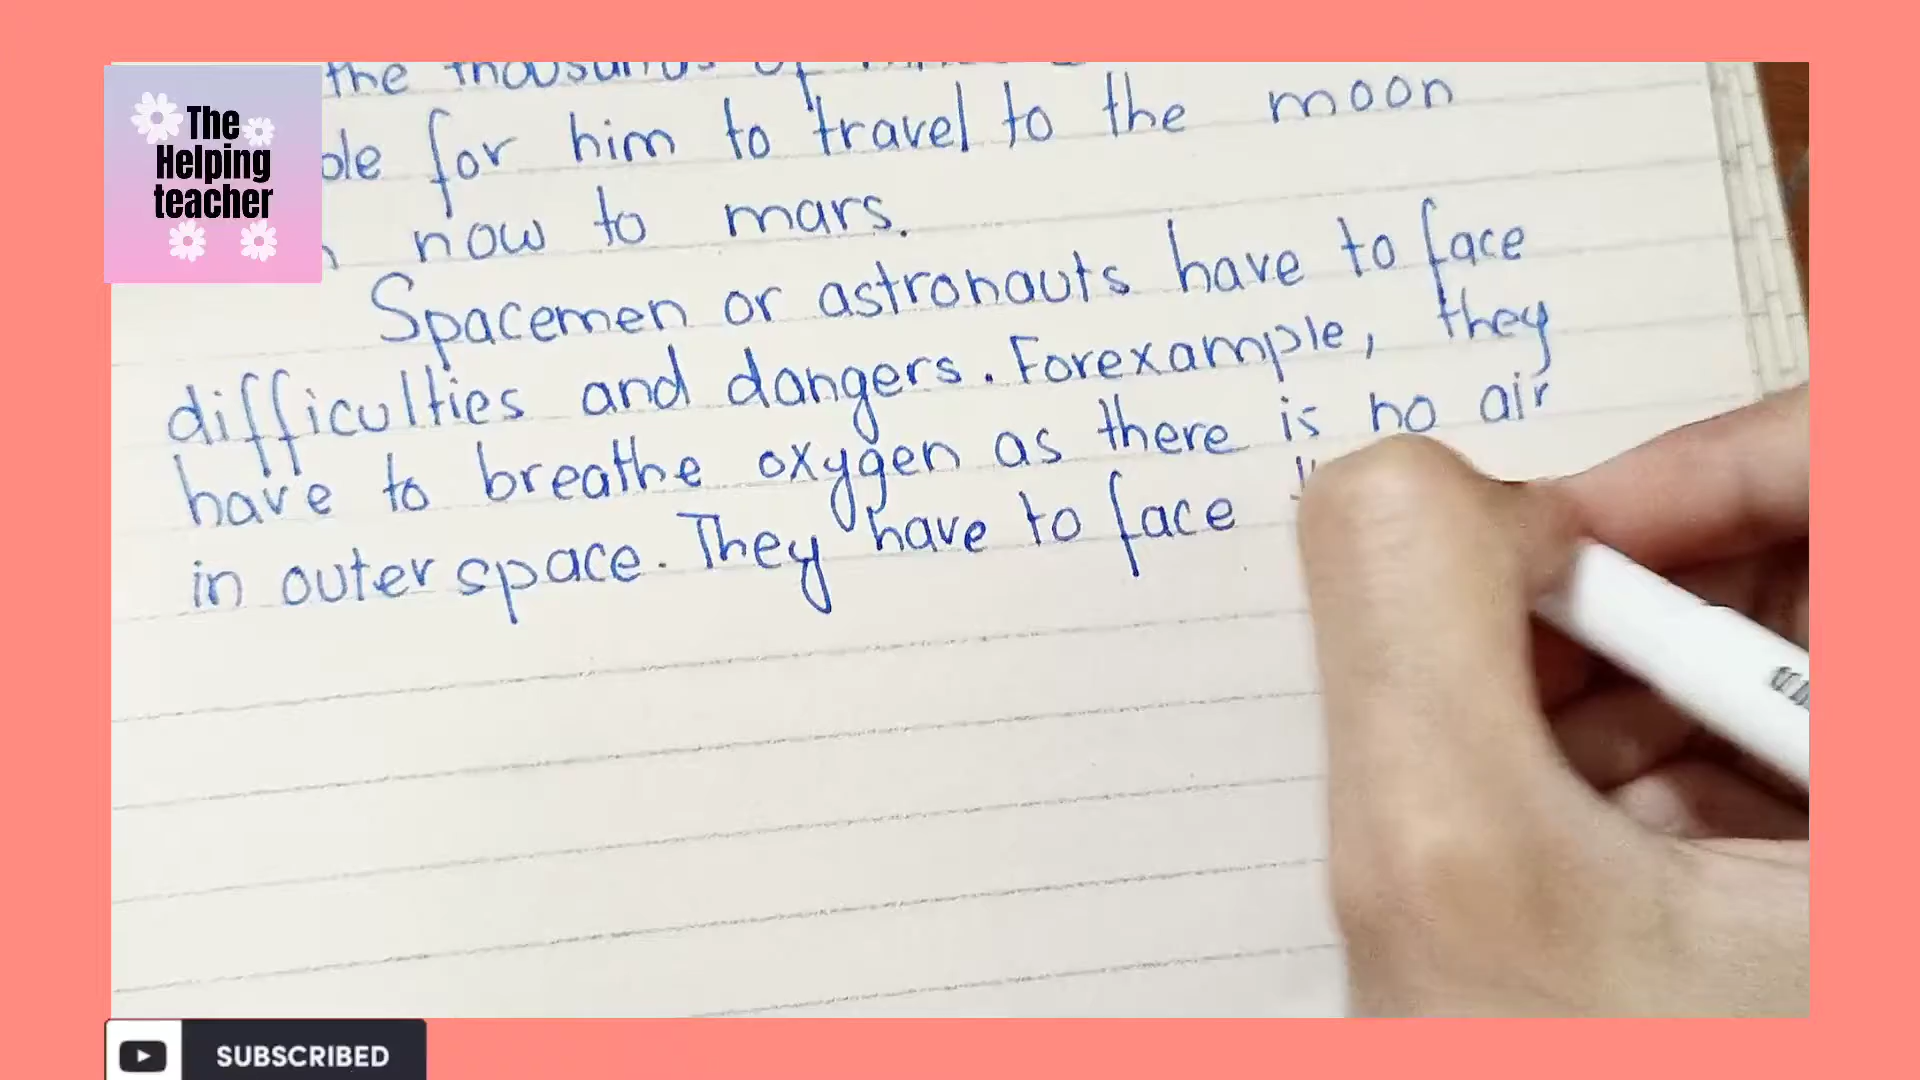 The
Helping
teacher
the thousands of
for him to travel to the moon
now to mars.
Spacemen or astronauts have to face
difficulties and dangers. Forexample, they
have to breathe oxygen as there is no air
in outer space. They have to face
SUBSCRIBED